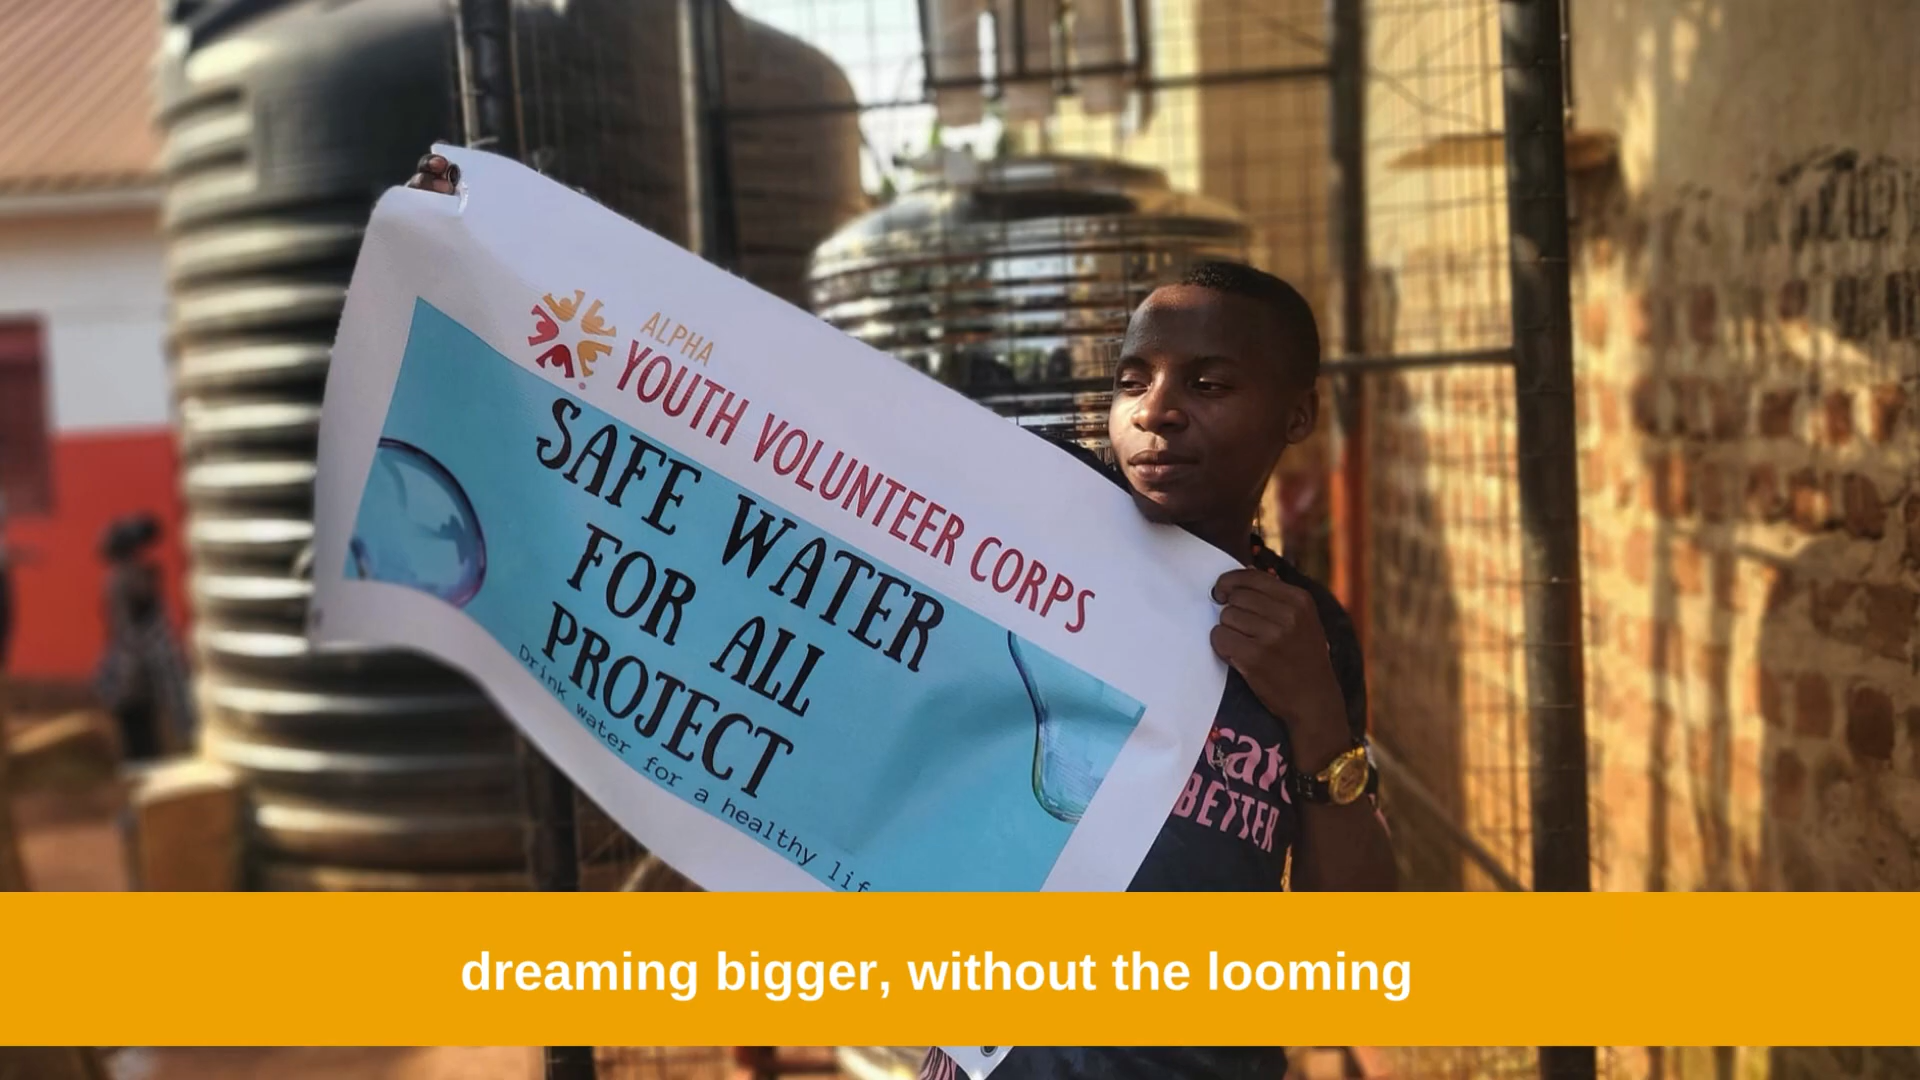 ALPHA
YOUTH VOLUNTEER CORPS
SAFE WATER
FOR ALL
PROJECT
Drink water for a healthy lif
BETTER
dreaming bigger, without the looming